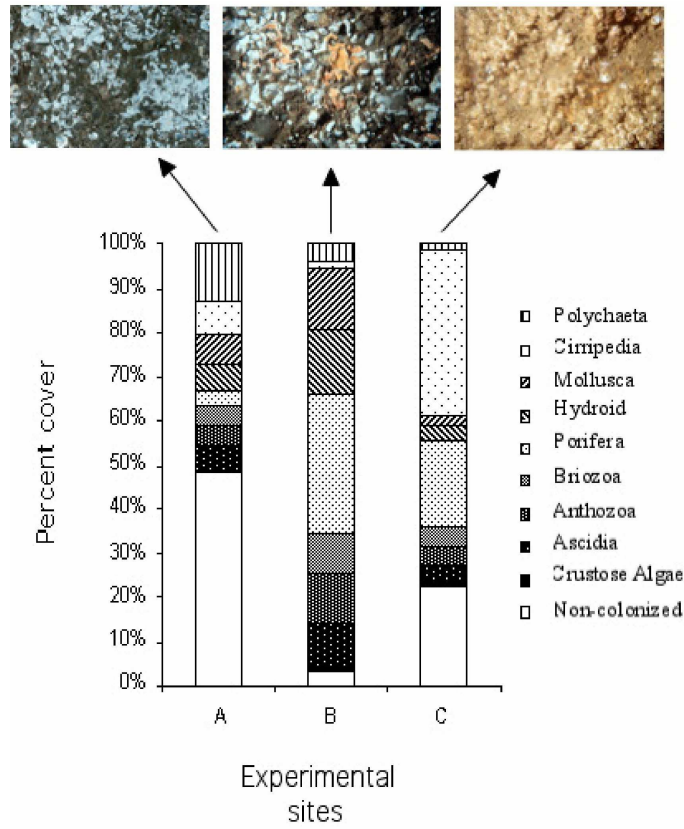 100%
90%
80%
70%
60%
50%
40%
30%
20%
10%
0%
Percent cover
A B C
Experimental
sites
Polychaeta
Cirripedia
Mollusca
Hydroid
Porifera
Briozoa
Anthozoa
Ascidia
Crustose Algae
Non-colonized